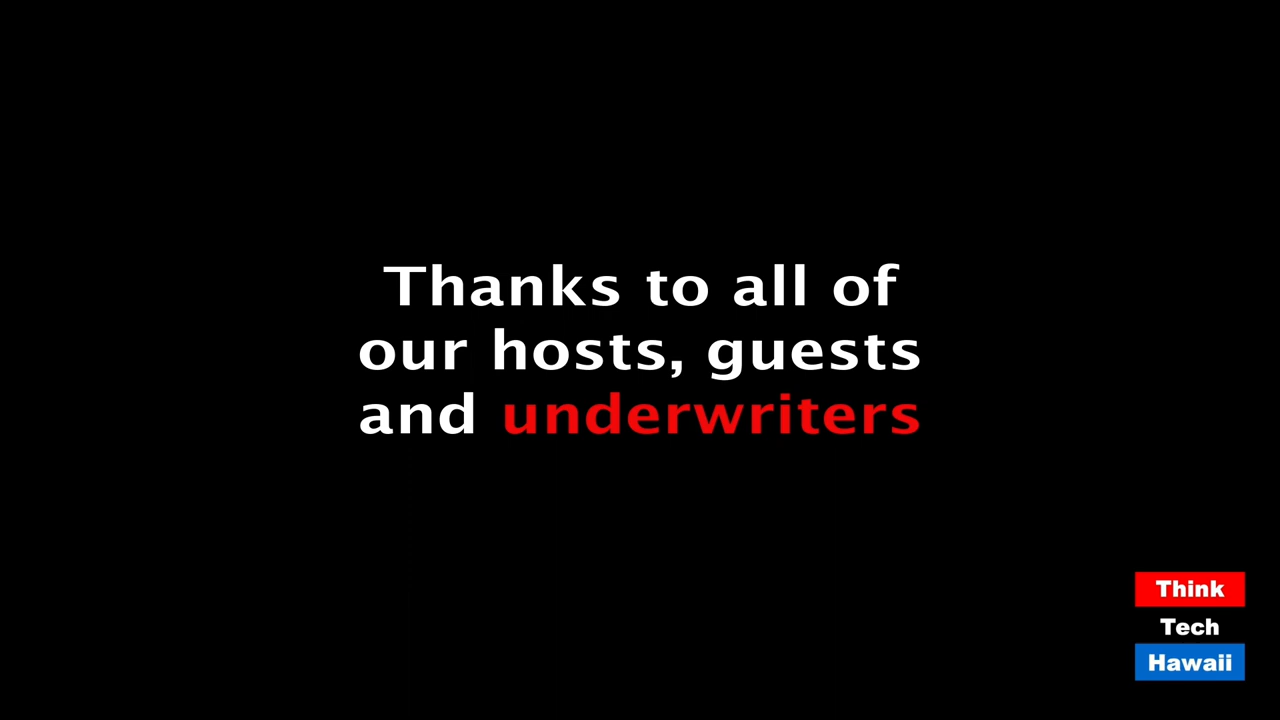 Thanks to all of
our hosts, guests
and underwriters
Think
Tech
Hawaii